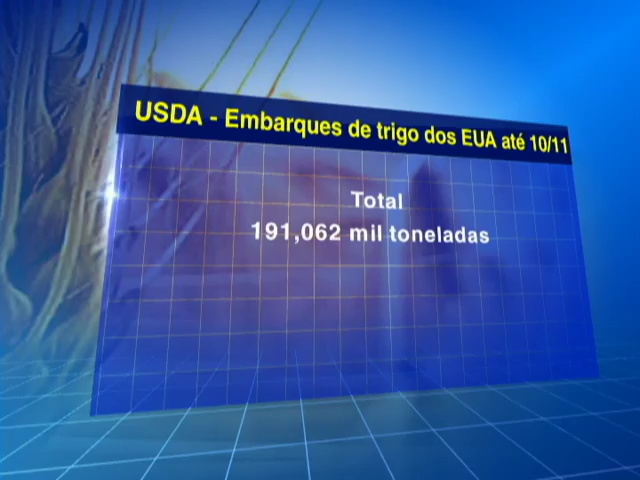 USDA - Embarques de trigo dos EUA até 10/11
Total
191,062 mil toneladas